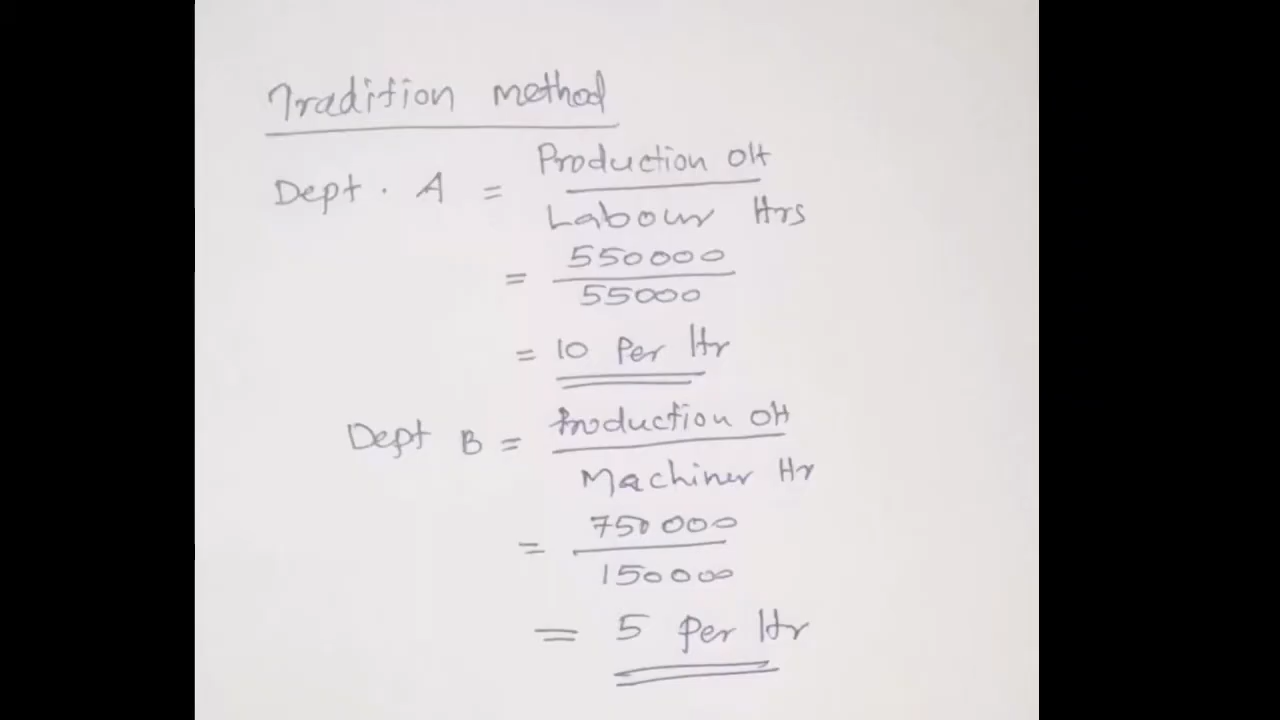 Tradition method
Dept. A = Production OH
Labour Hrs
= 550000
55000
= 10 Per Hr
Dept B = Production OH
Machiner Hr
= 750000
150000
= 5 Per Hr